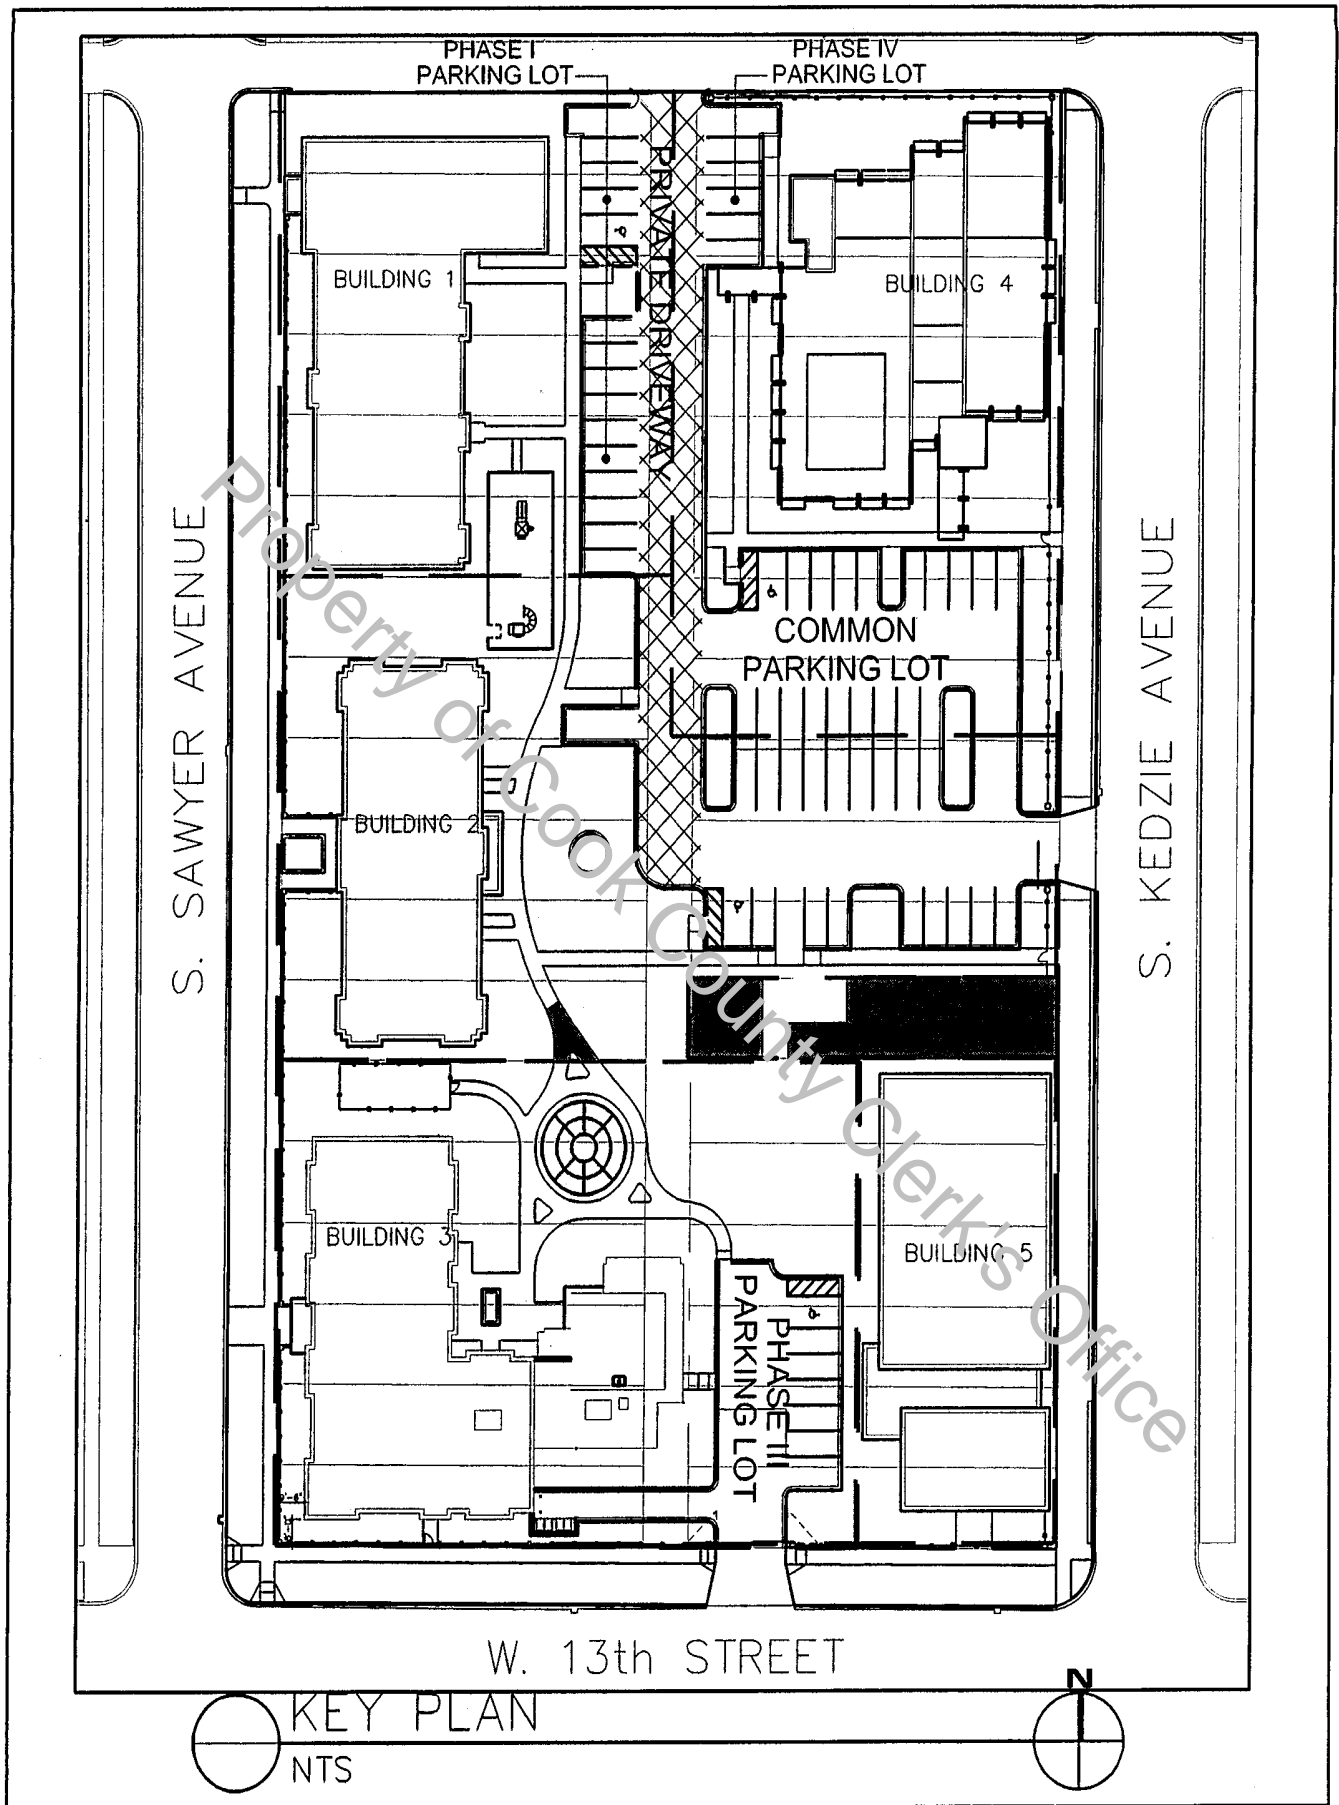 PHASE I
PARKING LOT
PHASE IV
PARKING LOT
PRIVATE DRIVEWAY
BUILDING 1
BUILDING 4
COMMON
PARKING LOT
S. SAWYER AVENUE
S. KEDZIE AVENUE
BUILDING 2
BUILDING 3
BUILDING 5
PHASE III
PARKING LOT
Property of Cook County Clerk's Office
W. 13th STREET
N
KEY PLAN
NTS